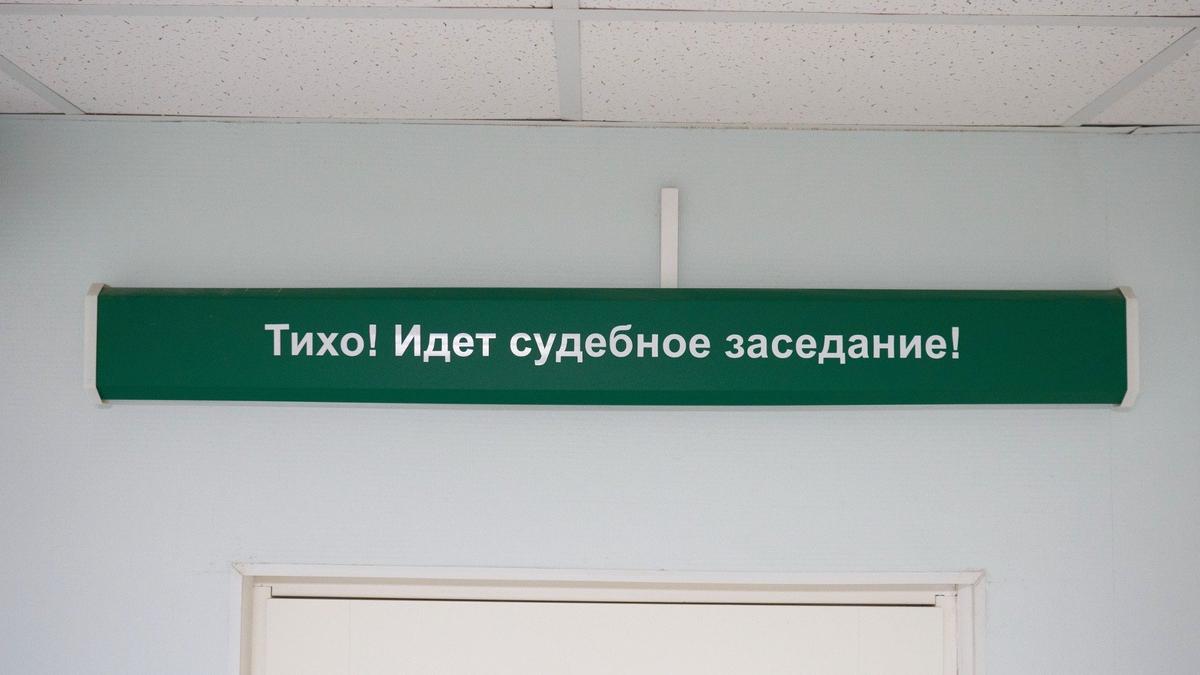 Тихо! Идет судебное заседание!